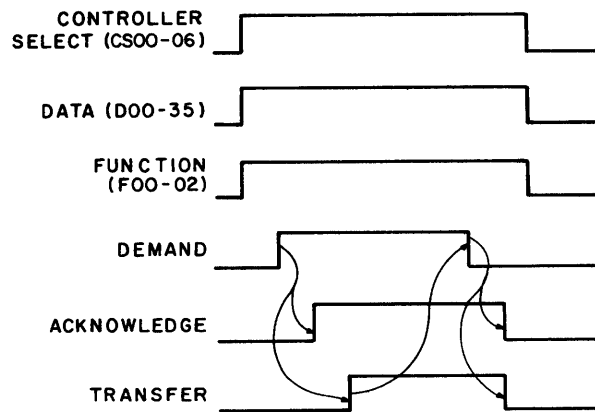 CONTROLLER
SELECT (CS00-06)
DATA (D00-35)
FUNCTION
(F00-02)
DEMAND
ACKNOWLEDGE
TRANSFER